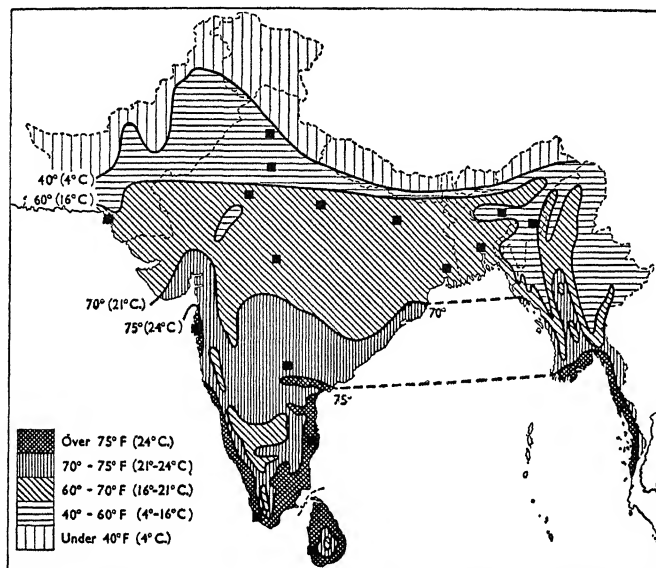 40°(4°C)
60°(16°C)
70°(21°C.)
75°(24°C)
70°
75°
Over 75°F (24°C.)
70° - 75°F (21°-24°C)
60° - 70°F (16°-21°C.)
40° - 60°F (4°-16°C)
Under 40°F (4°C.)